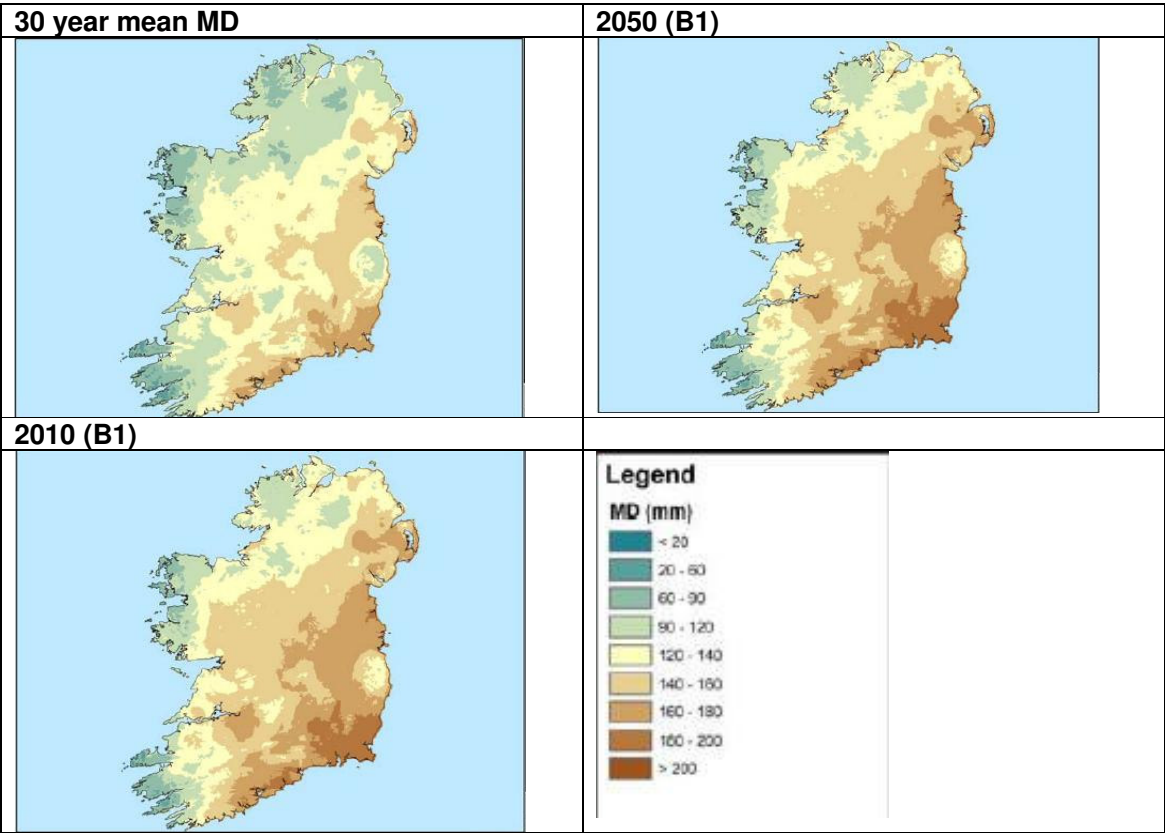 30 year mean MD
2050 (B1)
2010 (B1)
Legend
MD (mm)
< 20
20 - 60
60 - 90
90 - 120
120 - 140
140 - 160
160 - 180
180 - 200
> 200